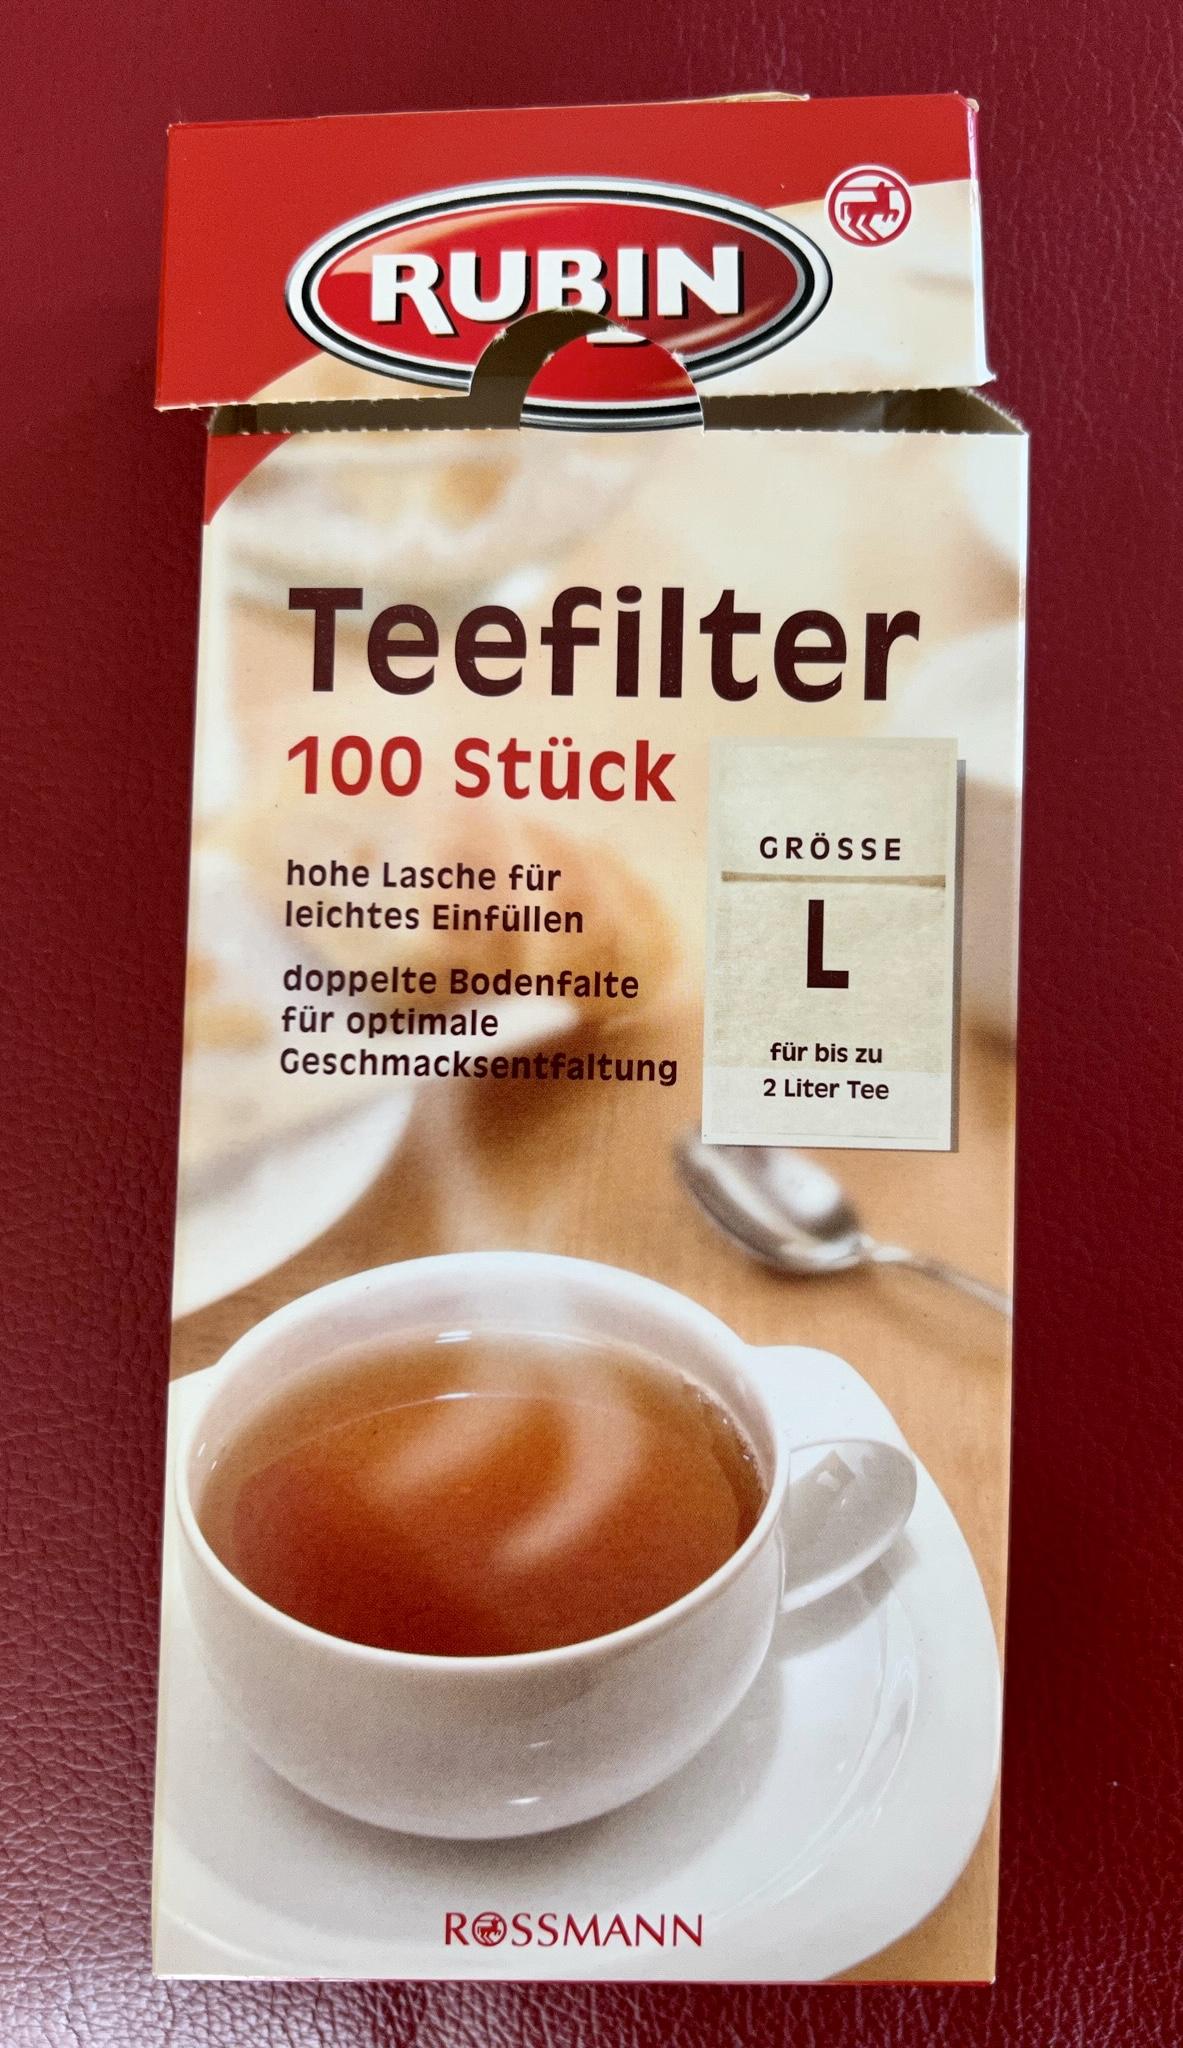 RUBIN
Teefilter
100 Stück
hohe Lasche für
leichtes Einfüllen
doppelte Bodenfalte
für optimale
Geschmacksentfaltung
GRÖSSE
L
für bis zu
2 Liter Tee
ROSSMANN